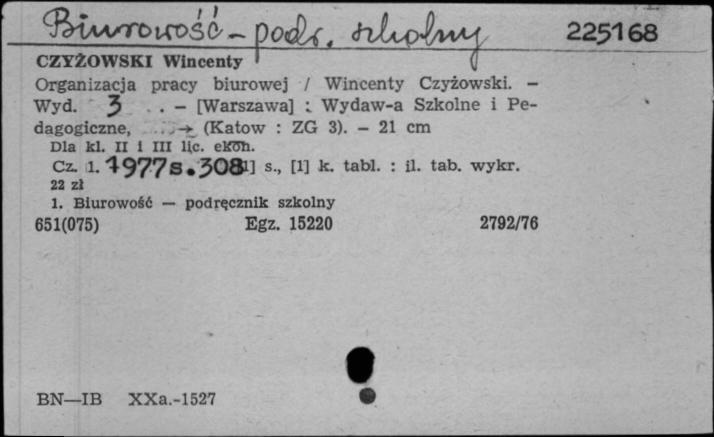 Biurowość – podr. szkolny 225168
CZYŻOWSKI Wincenty
Organizacja pracy biurowej / Wincenty Czyżowski. —
Wyd. 3 . . — [Warszawa] : Wydaw-a Szkolne i Pe-
dagogiczne, → (Katow : ZG 3). — 21 cm
Dla kl. II i III lic. ekon.
Cz. 1. 1977 s. 308 1] s., [1] k. tabl. : il. tab. wykr.
22 zł
1. Biurowość — podręcznik szkolny
651(075) Egz. 15220 2792/76
BN—IB XXa.-1527